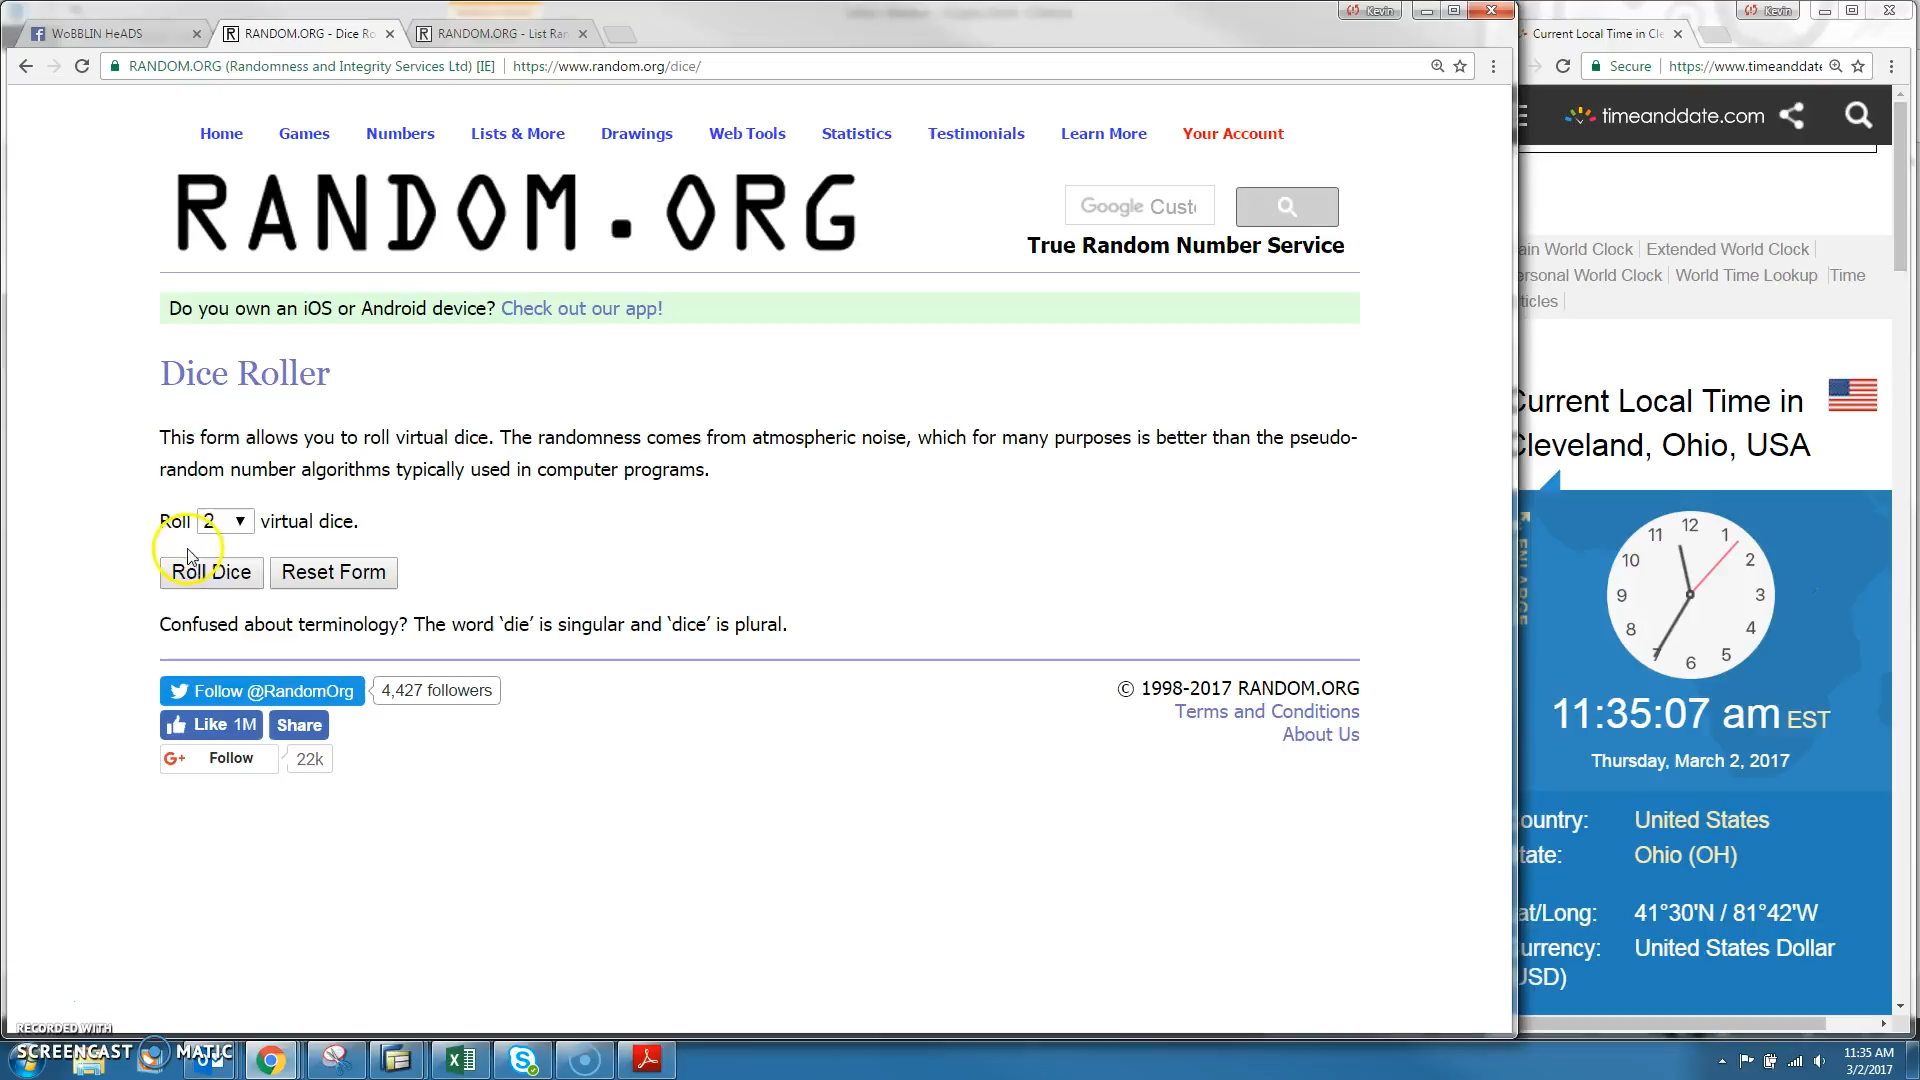 WoBBLIN HeADS
RANDOM.ORG - Dice Ro
RANDOM.ORG - List Ran
Kevin
RANDOM.ORG (Randomness and Integrity Services Ltd) [IE]
https://www.random.org/dice/
Home Games Numbers Lists & More Drawings Web Tools Statistics Testimonials Learn More Your Account
RANDOM.ORG
Google Custo
True Random Number Service
Do you own an iOS or Android device? Check out our app!
Dice Roller
This form allows you to roll virtual dice. The randomness comes from atmospheric noise, which for many purposes is better than the pseudo-
random number algorithms typically used in computer programs.
Roll 2 virtual dice.
Roll Dice Reset Form
Confused about terminology? The word ‘die’ is singular and ‘dice’ is plural.
Follow @RandomOrg 4,427 followers
Like 1M Share
G+ Follow 22k
© 1998-2017 RANDOM.ORG
Terms and Conditions
About Us
Kevin
Current Local Time in Cle
Secure https://www.timeanddate
timeanddate.com
ain World Clock Extended World Clock
ersonal World Clock World Time Lookup Time
ticles
Current Local Time in
Cleveland, Ohio, USA
ENLARGE
12
11 1
10 2
9 3
8 4
7 5
6
11:35:07 am EST
Thursday, March 2, 2017
ountry: United States
tate: Ohio (OH)
at/Long: 41°30'N / 81°42'W
urrency: United States Dollar
USD)
RECORDED WITH
SCREENCAST MATIC
11:35 AM
3/2/2017